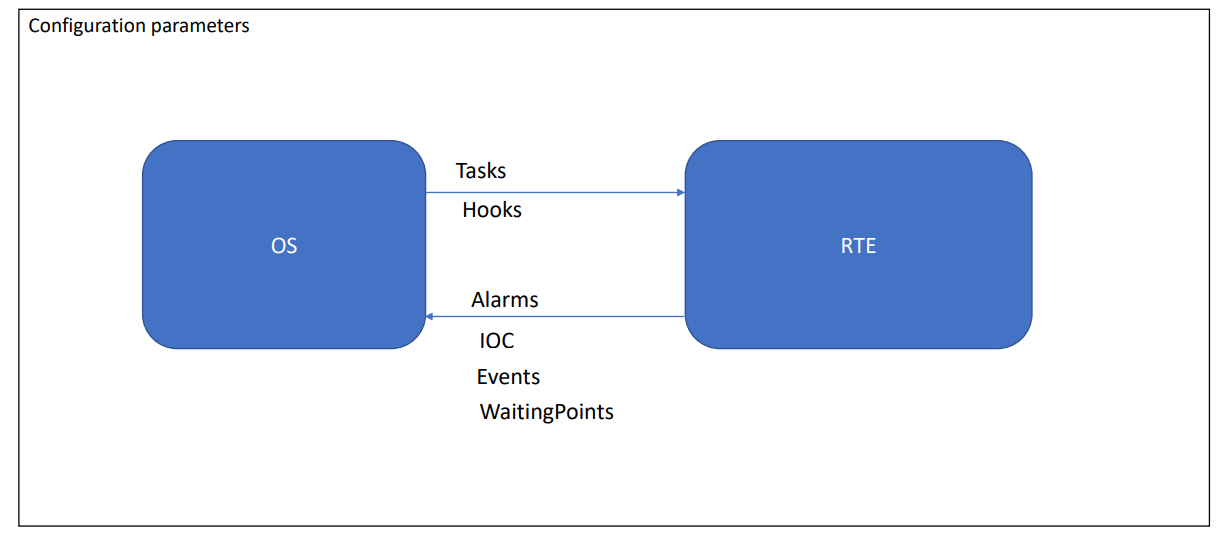 Configuration parameters
Tasks
Hooks
OS
RTE
Alarms
IOC
Events
WaitingPoints